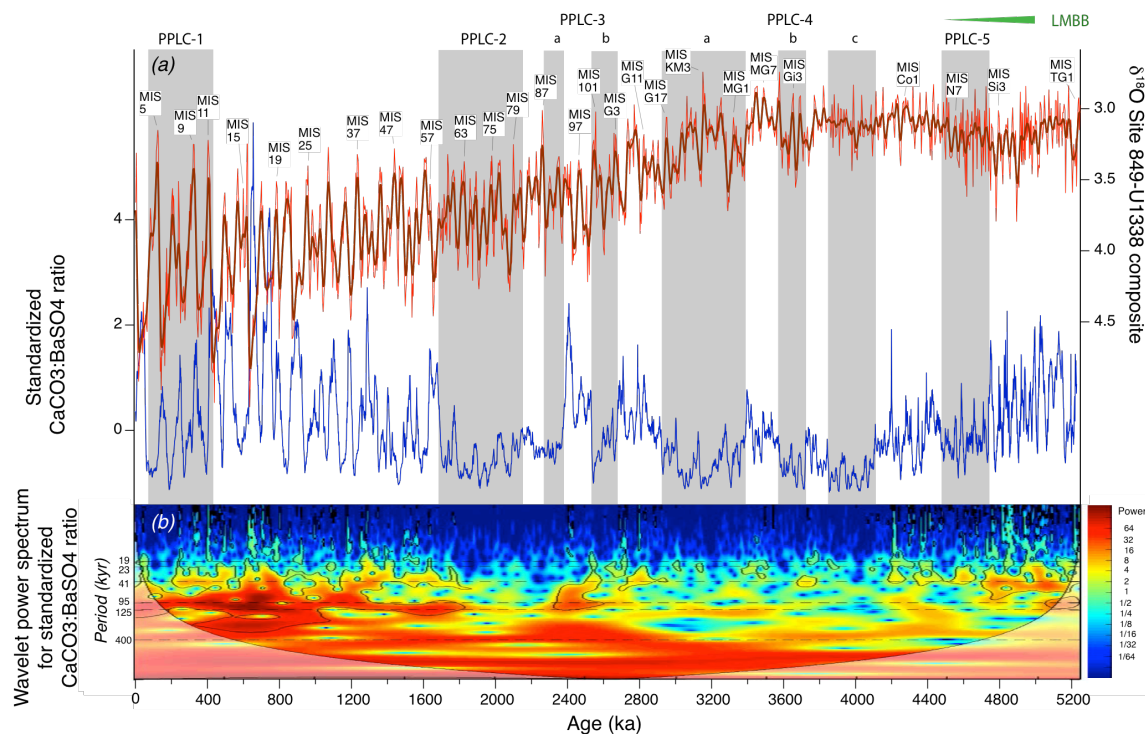 PPLC-3
PPLC-4
LMBB
PPLC-1
PPLC-2
a
b
a
b
c
PPLC-5
(a)
MIS
5
MIS
9
MIS
11
MIS
15
MIS
19
MIS
25
MIS
37
MIS
47
MIS
57
MIS
63
MIS
75
MIS
79
MIS
87
MIS
97
MIS
101
MIS
G3
MIS
G11
MIS
G17
MIS
KM3
MIS
MG1
MIS
MG7
MIS
Gi3
MIS
Co1
MIS
N7
MIS
Si3
MIS
TG1
3.0
3.5
4.0
4.5
δ18O Site 849-U1338 composite
Standardized
CaCO3:BaSO4 ratio
4
2
0
Wavelet power spectrum
for standardized
CaCO3:BaSO4 ratio
(b)
Period (kyr)
19
23
41
95
125
400
Power
64
32
16
8
4
2
1
1/2
1/4
1/8
1/16
1/32
1/64
0 400 800 1200 1600 2000 2400 2800 3200 3600 4000 4400 4800 5200
Age (ka)